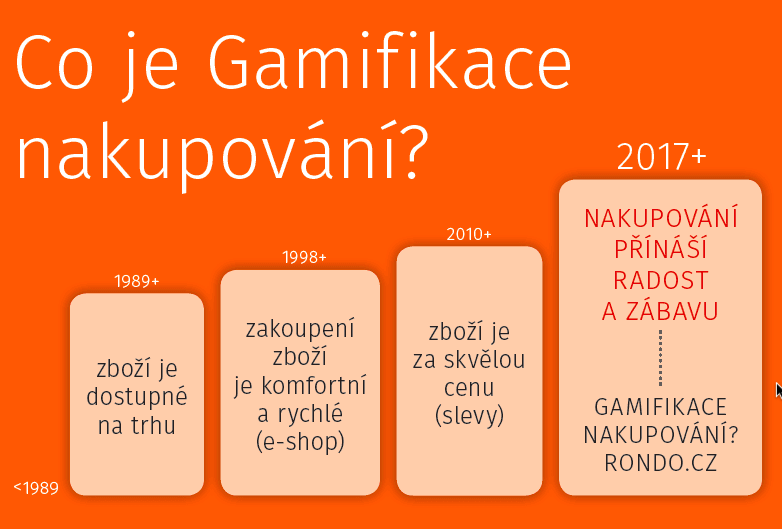 Co je Gamifikace
nakupování?
<1989
1989+
zboží je
dostupné
na trhu
1998+
zakoupení
zboží
je komfortní
a rychlé
(e-shop)
2010+
zboží je
za skvělou
cenu
(slevy)
2017+
NAKUPOVÁNÍ
PŘÍNÁŠÍ
RADOST
A ZÁBAVU
GAMIFIKACE
NAKUPOVÁNÍ?
RONDO.CZ